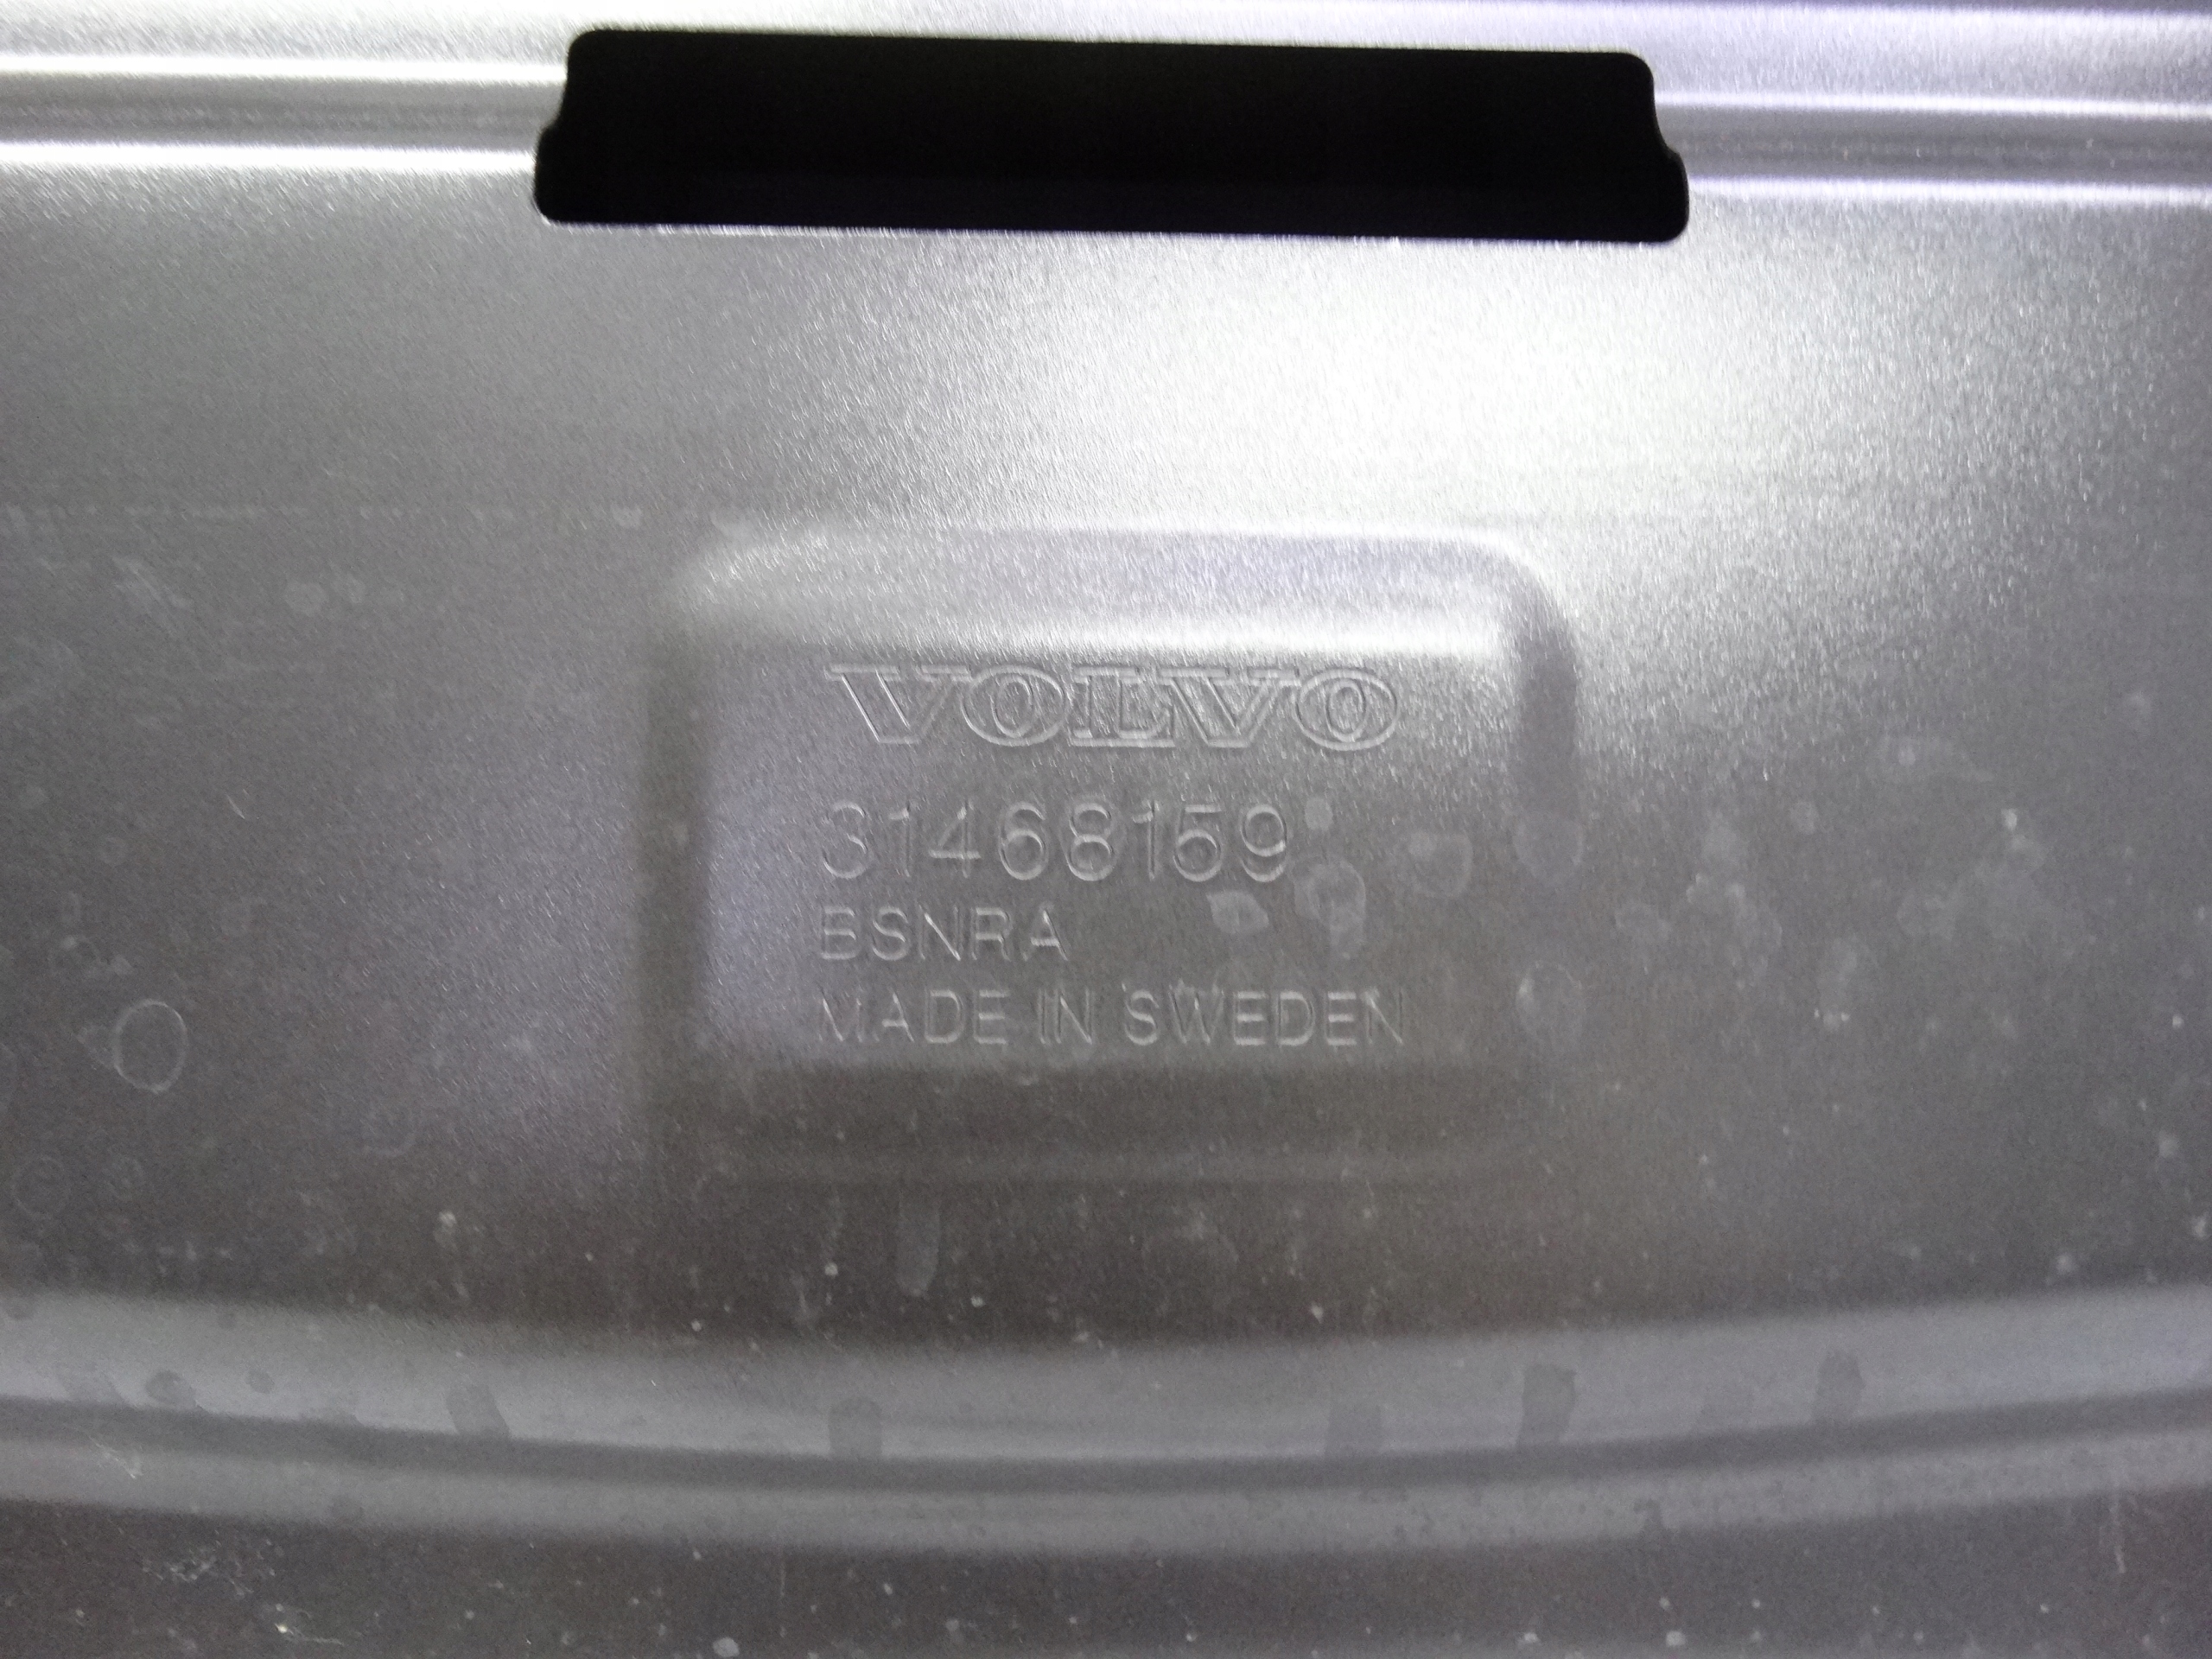 VOLVO
31468159
BSNRA
MADE IN SWEDEN